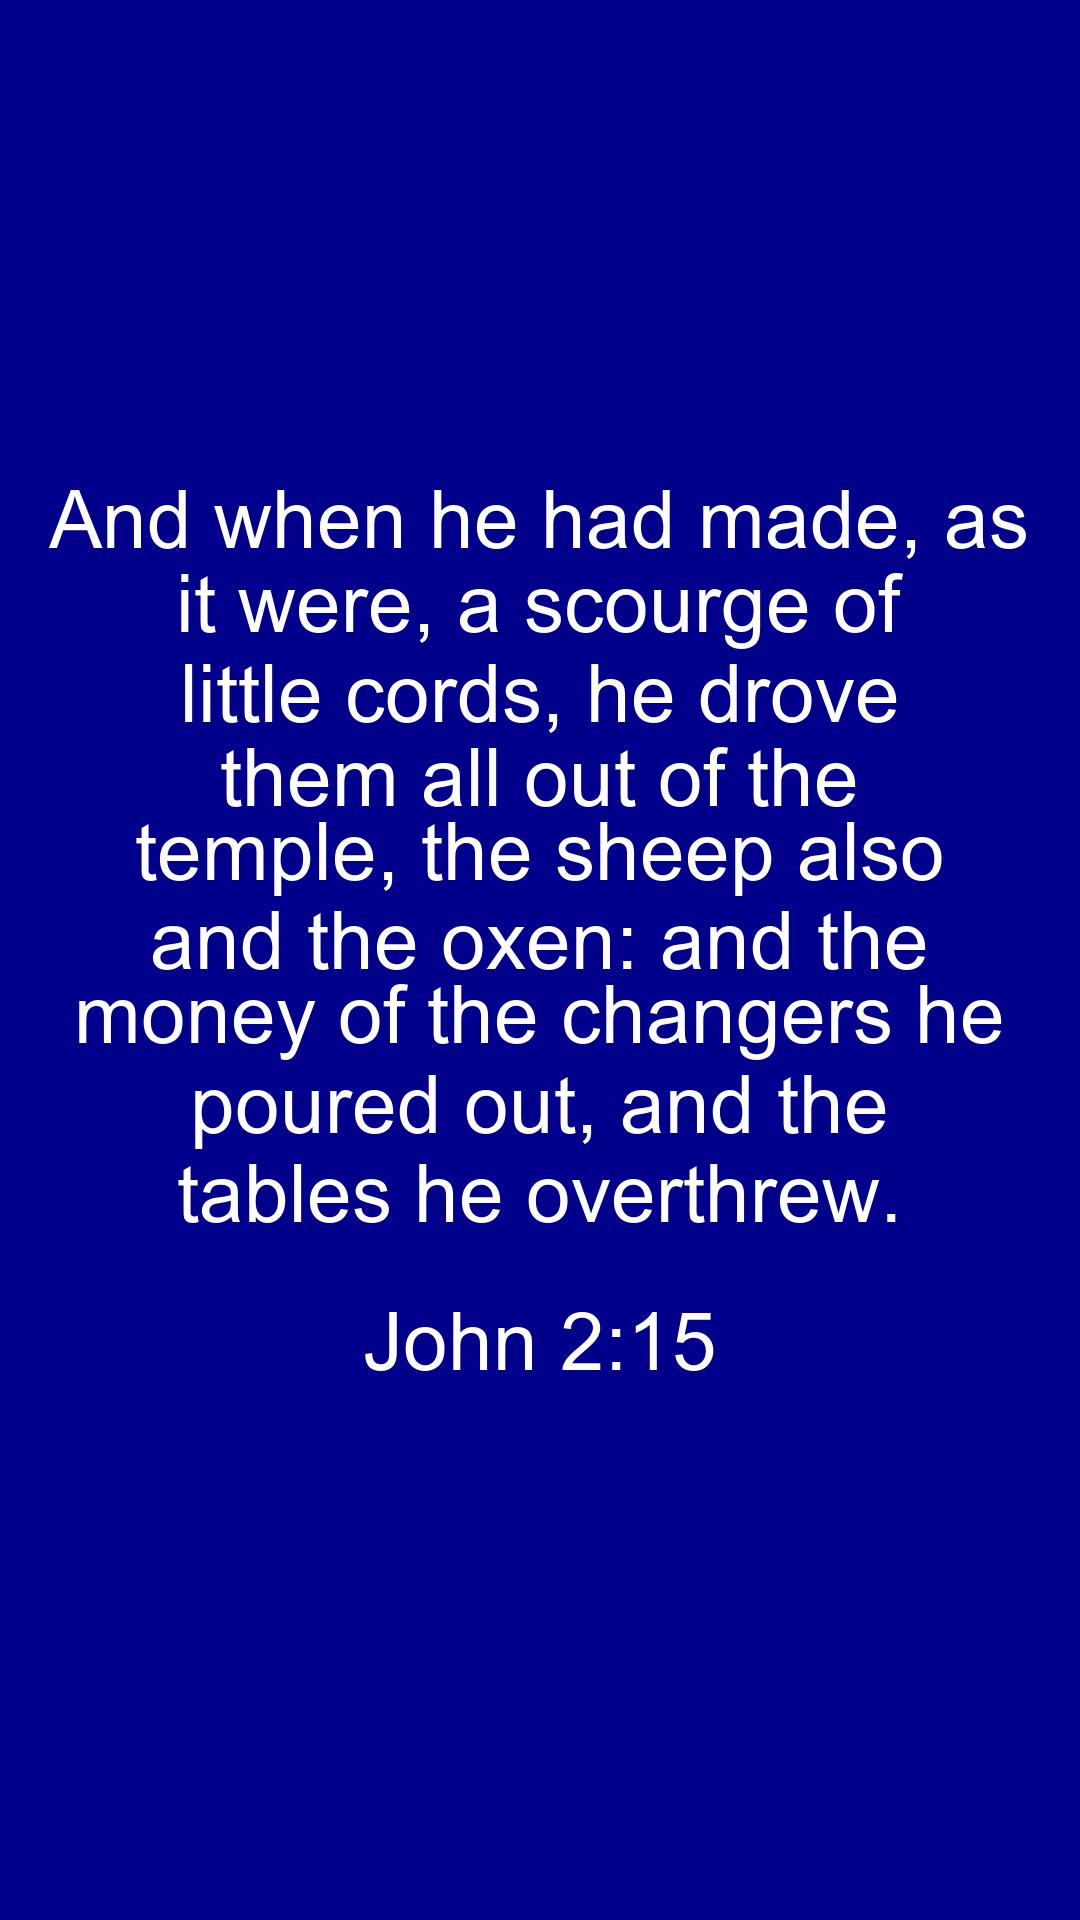 And when he had made, as
it were, a scourge of
little cords, he drove
them all out of the
temple, the sheep also
and the oxen: and the
money of the changers he
poured out, and the
tables he overthrew.
John 2:15